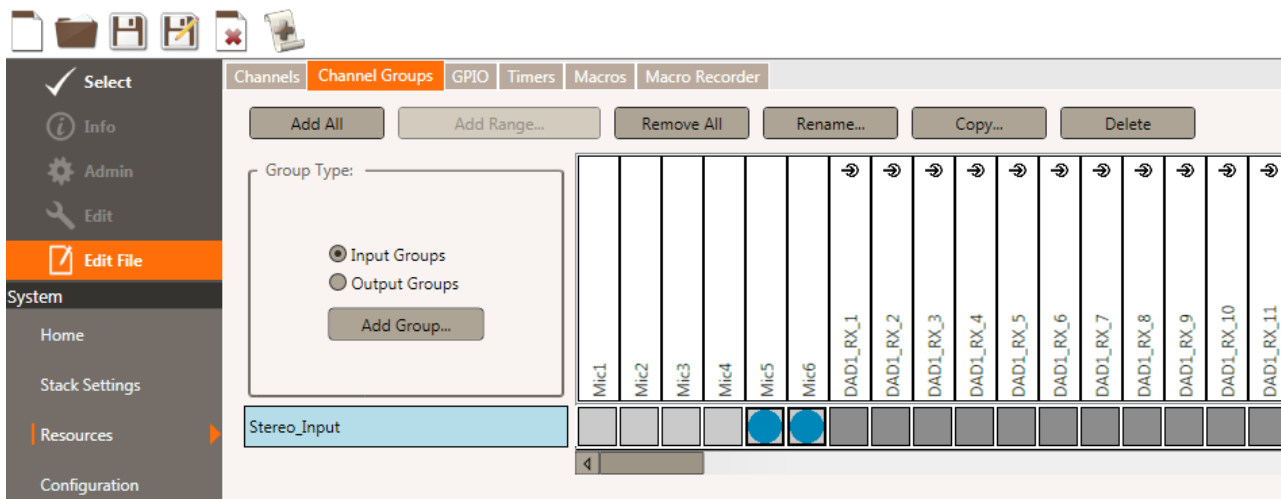 Select
Info
Admin
Edit
Edit File
System
Home
Stack Settings
Resources
Configuration
Channels Channel Groups GPIO Timers Macros Macro Recorder
Add All Add Range... Remove All Rename... Copy... Delete
Group Type:
Input Groups
Output Groups
Add Group...
Mic1
Mic2
Mic3
Mic4
Mic5
Mic6
DAD1_RX_1
DAD1_RX_2
DAD1_RX_3
DAD1_RX_4
DAD1_RX_5
DAD1_RX_6
DAD1_RX_7
DAD1_RX_8
DAD1_RX_9
DAD1_RX_10
DAD1_RX_11
Stereo_Input